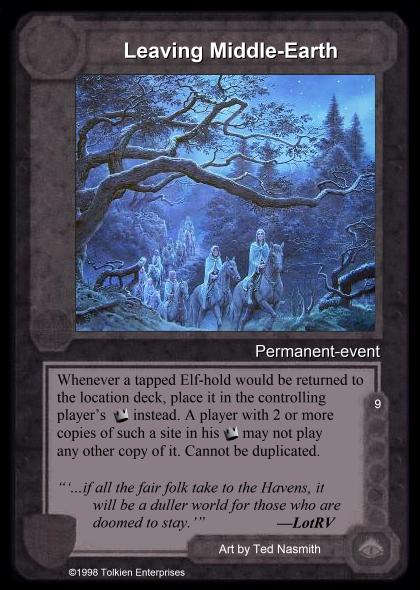 Leaving Middle-Earth
Permanent-event
Whenever a tapped Elf-hold would be returned to
the location deck, place it in the controlling
player's instead. A player with 2 or more
copies of such a site in his may not play
any other copy of it. Cannot be duplicated.
9
“‘...if all the fair folk take to the Havens, it
will be a duller world for those who are
doomed to stay.’” —LotRV
Art by Ted Nasmith
©1998 Tolkien Enterprises